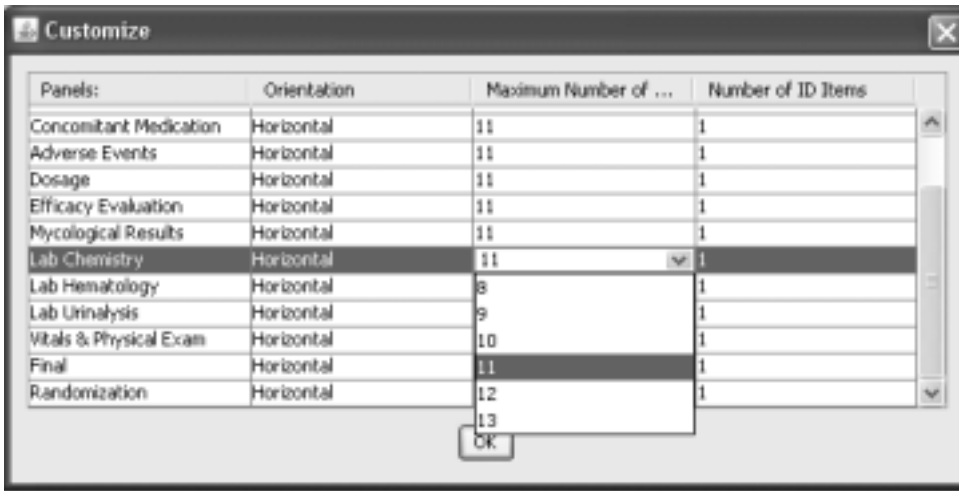 Customize
Panels: Orientation Maximum Number of ... Number of ID Items
Concomitant Medication Horizontal 11 1
Adverse Events Horizontal 11 1
Dosage Horizontal 11 1
Efficacy Evaluation Horizontal 11 1
Mycological Results Horizontal 11 1
Lab Chemistry Horizontal 11 1
Lab Hematology Horizontal 8 1
Lab Urinalysis Horizontal 9 1
Vitals & Physical Exam Horizontal 10 1
Final Horizontal 11 1
Randomization Horizontal 12 1
13
OK